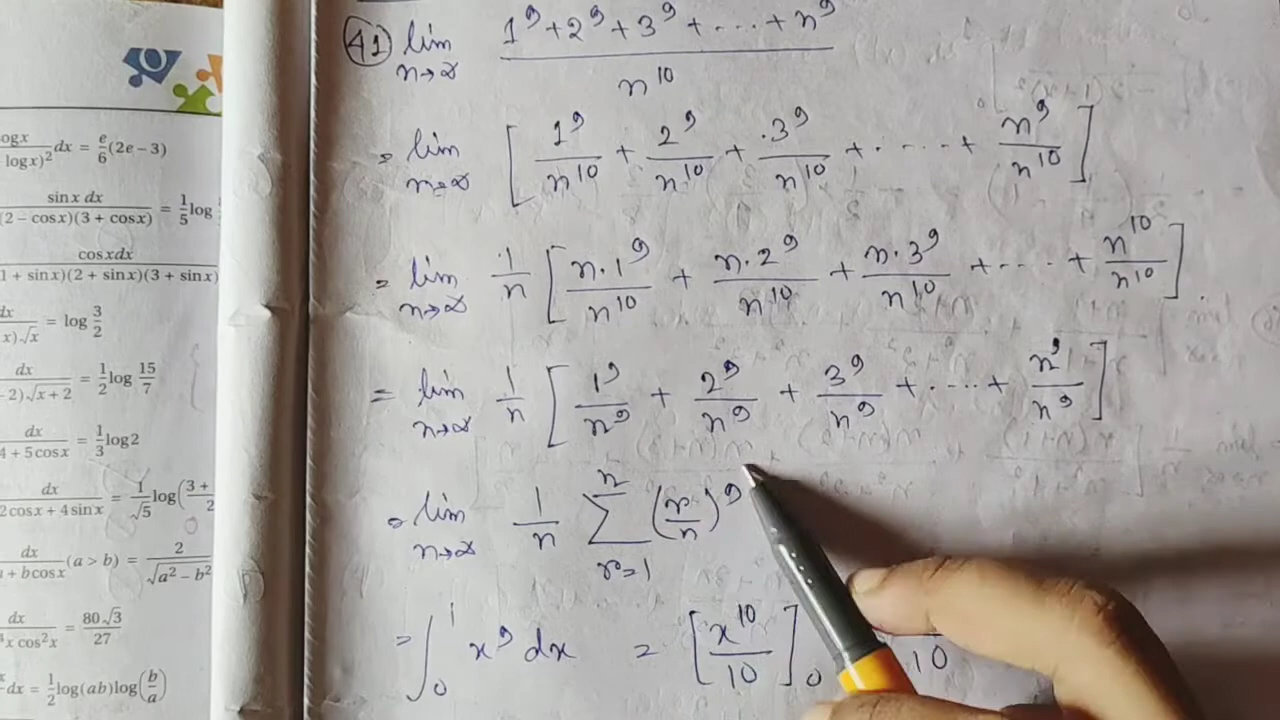 ogx / logx)² dx = e/6 (2e − 3)
sinx dx / (2 − cosx)(3 + cosx) = 1/5 log
cosxdx / 1 + sinx)(2 + sinx)(3 + sinx)
dx / x)√x = log 3/2
dx / 2)√x + 2 = 1/2 log 15/7
dx / 4 + 5cosx = 1/3 log2
dx / 2cosx + 4sinx = 1/√5 log(3 + / 2
dx / + bcosx (a > b) = 2 / √a² − b²
dx / x cos²x = 80√3 / 27
dx = 1/2 log(ab)log(b/a)
41 lim n→∞ 1⁹ + 2⁹ + 3⁹ + ... + n⁹ / n¹⁰
= lim n→∞ [ 1⁹/n¹⁰ + 2⁹/n¹⁰ + 3⁹/n¹⁰ + ..... + n⁹/n¹⁰ ]
= lim n→∞ 1/n [ n·1⁹/n¹⁰ + n·2⁹/n¹⁰ + n·3⁹/n¹⁰ + .... + n¹⁰/n¹⁰ ]
= lim n→∞ 1/n [ 1⁹/n⁹ + 2⁹/n⁹ + 3⁹/n⁹ + .... + n⁹/n⁹ ]
= lim n→∞ 1/n ∑ r=1 n (r/n)⁹
= ∫₀¹ x⁹ dx = [ x¹⁰/10 ]₀ 10